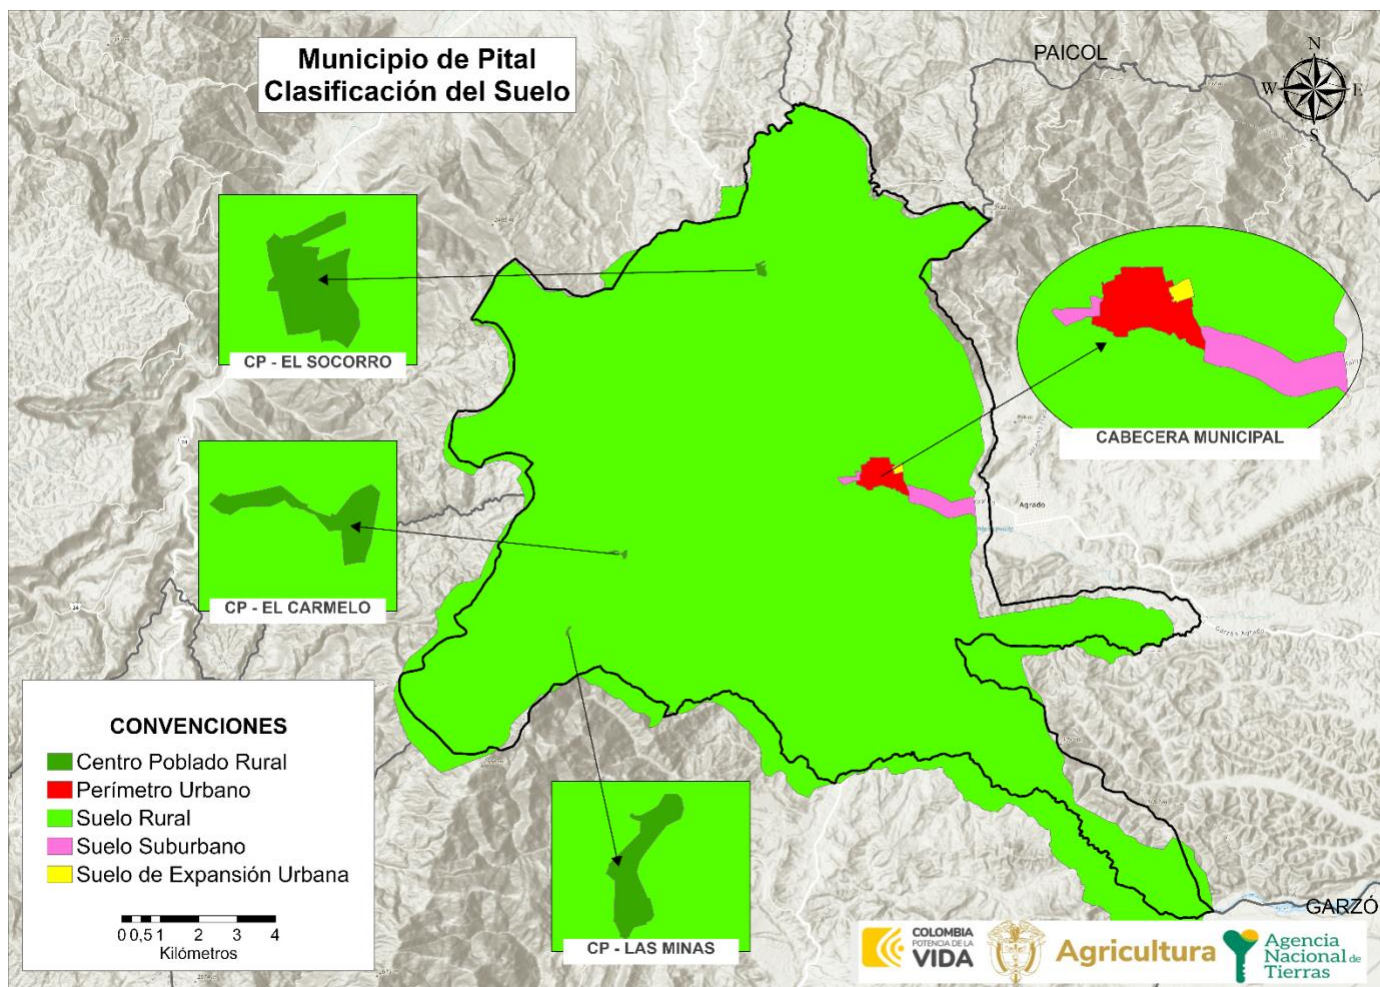 Municipio de Pital
Clasificación del Suelo
PAICOL
N
W
E
S
CP - EL SOCORRO
CABECERA MUNICIPAL
Agrado
CP - EL CARMELO
Garzón Agrado
CONVENCIONES
Centro Poblado Rural
Perímetro Urbano
Suelo Rural
Suelo Suburbano
Suelo de Expansión Urbana
0 0,5 1 2 3 4
Kilómetros
CP - LAS MINAS
GARZÓ
COLOMBIA
POTENCIA DE LA
VIDA
Agricultura
Agencia
Nacional de
Tierras